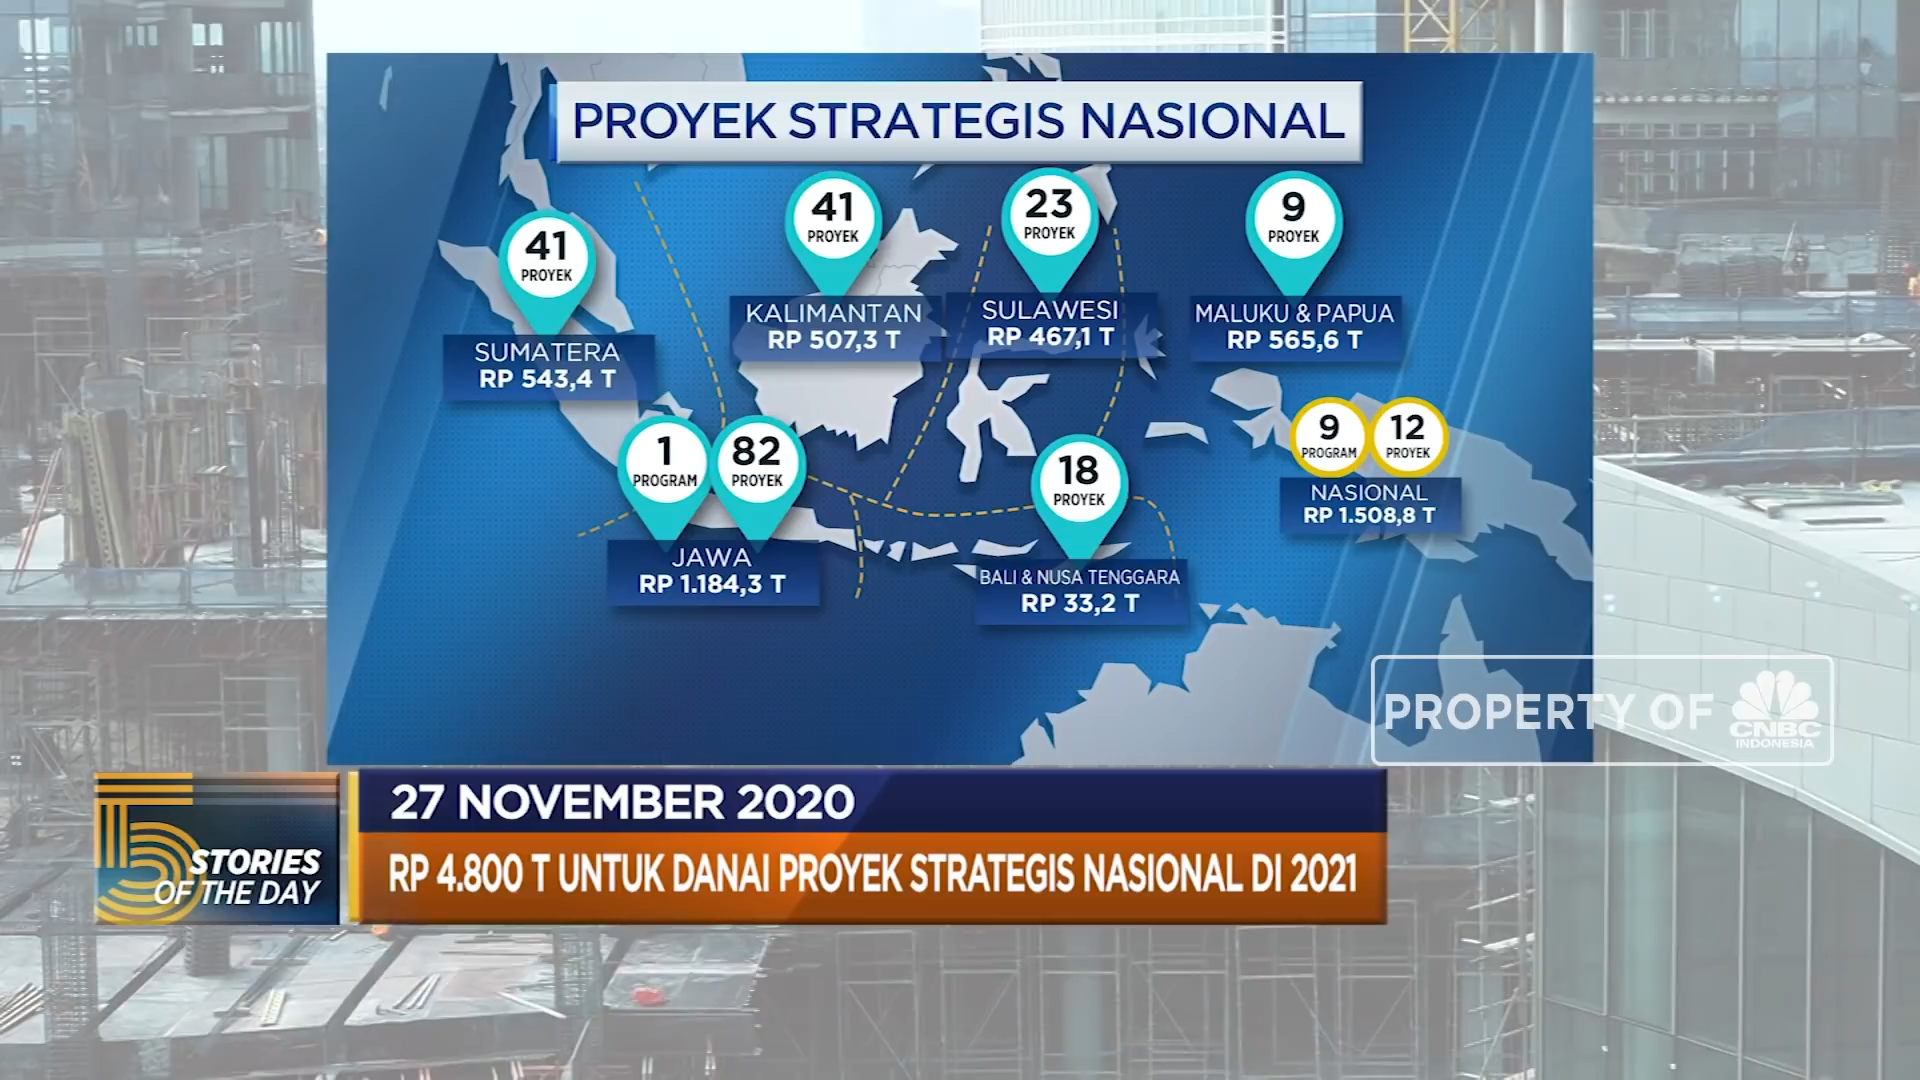 PROYEK STRATEGIS NASIONAL
41
PROYEK
SUMATERA
RP 543,4 T
41
PROYEK
KALIMANTAN
RP 507,3 T
23
PROYEK
SULAWESI
RP 467,1 T
9
PROYEK
MALUKU & PAPUA
RP 565,6 T
1
PROGRAM
82
PROYEK
JAWA
RP 1.184,3 T
18
PROYEK
BALI & NUSA TENGGARA
RP 33,2 T
9
PROGRAM
12
PROYEK
NASIONAL
RP 1.508,8 T
PROPERTY OF
CNBC
INDONESIA
5
STORIES
OF THE DAY
27 NOVEMBER 2020
RP 4.800 T UNTUK DANAI PROYEK STRATEGIS NASIONAL DI 2021